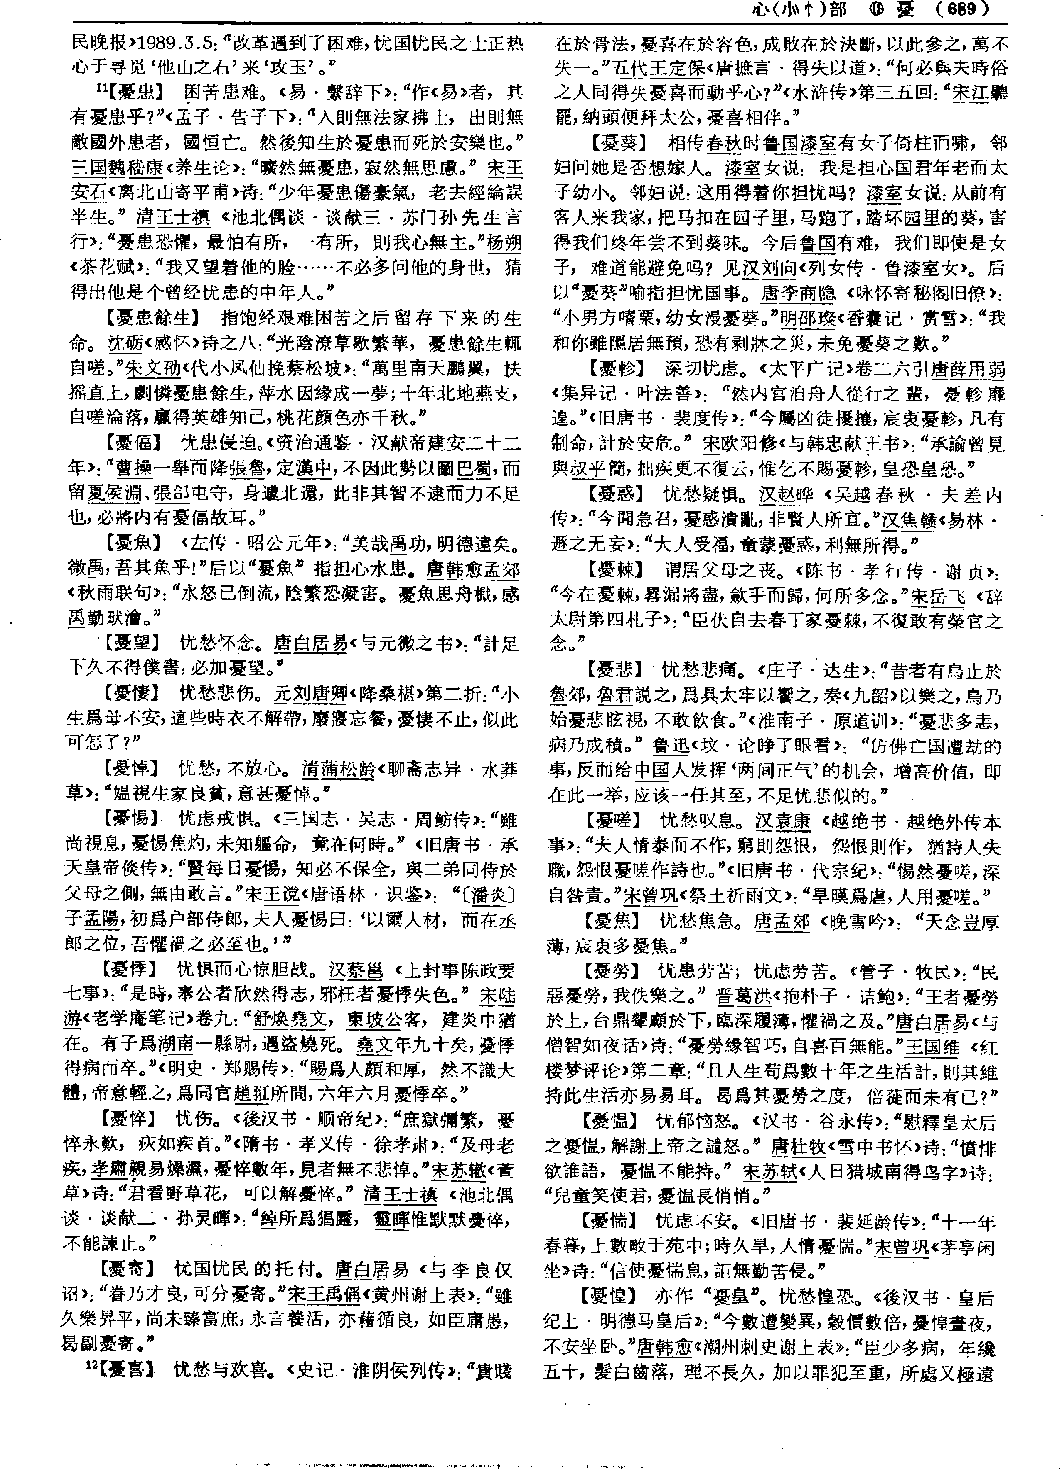 心(小忄)部 ⑪ 憂 (689)
民晚报》1989.3.5:“改革遇到了困难,忧国忧民之士正热
心于寻觅‘他山之石’来‘攻玉’。”
11【憂患】 困苦患难。《易·繫辞下》:“作《易》者,其
有憂患乎?”《孟子·告子下》:“入則無法家拂士,出則無
敵國外患者,國恒亡。然後知生於憂患而死於安樂也。”
三国魏嵇康《养生论》:“曠然無憂患,寂然無思慮。”宋王
安石《离北山寄平甫》诗:“少年憂患傷豪氣,老去經綸誤
半生。”清王士禛《池北偶谈·谈献三·苏门孙先生言
行》:“憂患恐懼,最怕有所,一有所,則我心無主。”杨朔
《茶花赋》:“我又望着他的脸……不必多问他的身世,猜
得出他是个曾经忧患的中年人。”
【憂患餘生】 指饱经艰难困苦之后留存下来的生
命。沈砺《感怀》诗之八:“光陰潦草歇繁華,憂患餘生輒
自嗟。”朱文劭《代小凤仙挽蔡松坡》:“萬里南天鵬翼,扶
摇直上,劇憐憂患餘生,萍水因缘成一夢;十年北地燕支,
自嗟淪落,贏得英雄知己,桃花顏色亦千秋。”
【憂偪】 忧患侵迫。《资治通鉴·汉献帝建安二十二
年》:“曹操一舉而降張魯,定漢中,不因此勢以圖巴蜀,而
留夏侯淵、張郃屯守,身遽北還,此非其智不逮而力不足
也,必將内有憂偪故耳。”
【憂魚】 《左传·昭公元年》:“美哉禹功,明德遠矣。
微禹,吾其魚乎!”后以“憂魚”指担心水患。唐韩愈孟郊
《秋雨联句》:“水怒已倒流,陰繁恐凝害。憂魚思舟楫,感
禹勤畎澮。”
【憂望】 忧愁怀念。唐白居易《与元微之书》:“計足
下久不得僕書,必加憂望。”
【憂悽】 忧愁悲伤。元刘唐卿《降桑椹》第二折:“小
生爲母不安,這些時衣不解帶,廢寢忘餐,憂悽不止,似此
可怎了?”
【憂悼】 忧愁,不放心。清蒲松龄《聊斋志异·水莽
草》:“媪視生家良貧,意甚憂悼。”
【憂惕】 忧虑戒惧。《三国志·吴志·周鲂传》:“雖
尚視息,憂惕焦灼,未知軀命,竟在何時。”《旧唐书·承
天皇帝倓传》:“賢每日憂惕,知必不保全,與二弟同侍於
父母之側,無由敢言。”宋王谠《唐语林·识鉴》:“〔潘炎〕
子孟陽,初爲户部侍郎,夫人憂惕曰:‘以爾人材,而在丞
郎之位,吾懼禍之必至也。’”
【憂悸】 忧惧而心惊胆战。汉蔡邕《上封事陈政要
七事》:“是時,奉公者欣然得志,邪枉者憂悸失色。”宋陆
游《老学庵笔记》卷九:“舒焕堯文,東坡公客,建炎中猶
在。有子爲湖南一縣尉,遇盜燒死。堯文年九十矣,憂悸
得病而卒。”《明史·郑赐传》:“賜爲人顔和厚,然不識大
體,帝意輕之,爲同官趙羾所間,六年六月憂悸卒。”
【憂悴】 忧伤。《後汉书·顺帝纪》:“庶獄彌繁,憂
悴永歎,疢如疾首。”《隋书·孝义传·徐孝肃》:“及母老
疾,孝肅親易燥濕,憂悴數年,見者無不悲悼。”宋苏辙《萱
草》诗:“君看野草花,可以解憂悴。”清王士禛《池北偶
谈·谈献二·孙灵晖》:“綽所爲猖蹷,靈暉惟默默憂悴,
不能諫止。”
【憂寄】 忧国忧民的托付。唐白居易《与李良仅
诏》:“眷乃才良,可分憂寄。”宋王禹偁《黄州谢上表》:“雖
久樂昇平,尚未臻富庶,永言養活,亦藉循良,如臣庸愚,
曷副憂寄。”
12【憂喜】 忧愁与欢喜。《史记·淮阴侯列传》:“貴賤
在於骨法,憂喜在於容色,成敗在於決斷,以此參之,萬不
失一。”五代王定保《唐摭言·得失以道》:“何必與夫時俗
之人同得失憂喜而動乎心?”《水浒传》第三五回:“宋江聽
罷,納頭便拜太公,憂喜相伴。”
【憂葵】 相传春秋时鲁国漆室有女子倚柱而啸,邻
妇问她是否想嫁人。漆室女说:我是担心国君年老而太
子幼小。邻妇说:这用得着你担忧吗?漆室女说:从前有
客人来我家,把马扣在园子里,马跑了,踏坏园里的葵,害
得我们终年尝不到葵味。今后鲁国有难,我们即使是女
子,难道能避免吗?见汉刘向《列女传·鲁漆室女》。后
以“憂葵”喻指担忧国事。唐李商隐《咏怀寄秘阁旧僚》:
“小男方嗜栗,幼女漫憂葵。”明邵璨《香囊记·赏雪》:“我
和你雖隱居無預,恐有剥牀之災,未免憂葵之歎。”
【憂軫】 深切忧虑。《太平广记》卷二六引唐薛用弱
《集异记·叶法善》:“然内宫泊舟人從行之輩,憂軫靡
遑。”《旧唐书·裴度传》:“今屬凶徒擾攘,宸衷憂軫,凡有
制命,計於安危。”宋欧阳修《与韩忠献王书》:“承諭曾見
與叔平簡,拙疾更不復云,惟乞不賜憂軫,皇恐皇恐。”
【憂惑】 忧愁疑惧。汉赵晔《吴越春秋·夫差内
传》:“今聞急召,憂惑潰亂,非賢人所宜。”汉焦赣《易林·
遯之无妄》:“大人受福,童蒙憂惑,利無所得。”
【憂棘】 谓居父母之丧。《陈书·孝行传·谢贞》:
“今在憂棘,晷漏將盡,斂手而歸,何所多念。”宋岳飞《辞
太尉第四札子》:“臣伏自去春丁家憂棘,不復敢有榮官之
念。”
【憂悲】 忧愁悲痛。《庄子·达生》:“昔者有鳥止於
魯郊,魯君説之,爲具太牢以饗之,奏《九韶》以樂之,鳥乃
始憂悲眩視,不敢飲食。”《淮南子·原道训》:“憂悲多恚,
病乃成積。”鲁迅《坟·论睁了眼看》:“仿佛亡国遭劫的
事,反而给中国人发挥‘两间正气’的机会,增高价值,即
在此一举,应该一任其至,不足忧悲似的。”
【憂嗟】 忧愁叹息。汉袁康《越绝书·越绝外传本
事》:“大人情泰而不作,窮則怨恨,怨恨則作,猶詩人失
職,怨恨憂嗟作詩也。”《旧唐书·代宗纪》:“惕然憂嗟,深
自咎責。”宋曾巩《祭土祈雨文》:“旱暵爲虐,人用憂嗟。”
【憂焦】 忧愁焦急。唐孟郊《晚雪吟》:“天念豈厚
薄,宸衷多憂焦。”
【憂勞】 忧患劳苦;忧虑劳苦。《管子·牧民》:“民
惡憂勞,我佚樂之。”晋葛洪《抱朴子·诘鲍》:“王者憂勞
於上,台鼎顰顣於下,臨深履薄,懼禍之及。”唐白居易《与
僧智如夜话》诗:“憂勞緣智巧,自喜百無能。”王国维《红
楼梦评论》第二章:“且人生苟爲數十年之生活計,則其維
持此生活亦易易耳。曷爲其憂勞之度,倍蓰而未有已?”
【憂愠】 忧郁恼怒。《汉书·谷永传》:“慰釋皇太后
之憂愠,解謝上帝之譴怒。”唐杜牧《雪中书怀》诗:“憤悱
欲誰語,憂愠不能持。”宋苏轼《人日猎城南得鸟字》诗:
“兒童笑使君,憂愠長悄悄。”
【憂惴】 忧虑不安。《旧唐书·裴延龄传》:“十一年
春暮,上數畋于苑中;時久旱,人情憂惴。”宋曾巩《茅亭闲
坐》诗:“信使憂惴息,詎無勤苦侵。”
【憂惶】 亦作“憂皇”。忧愁惶恐。《後汉书·皇后
纪上·明德马皇后》:“今數遭變異,穀價數倍,憂惶晝夜,
不安坐卧。”唐韩愈《潮州刺史谢上表》:“臣少多病,年纔
五十,髮白齒落,理不長久,加以罪犯至重,所處又極遠